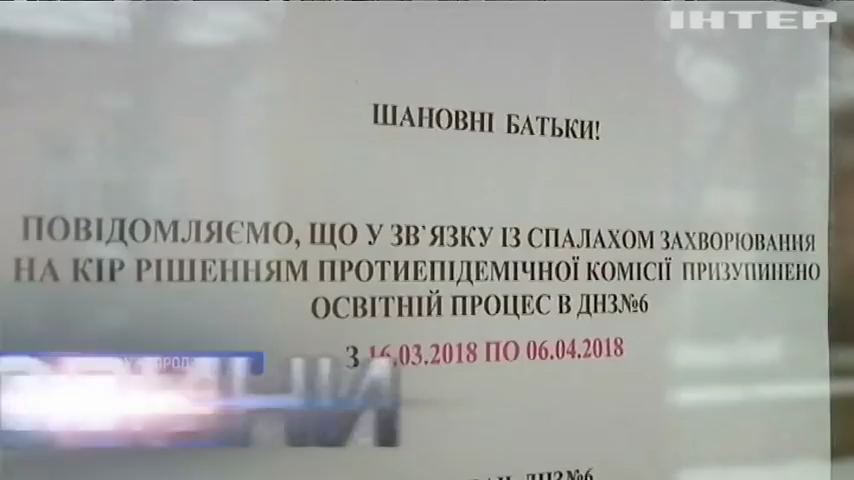 ІНТЕР
ШАНОВНІ БАТЬКИ!
ПОВІДОМЛЯЄМО, ЩО У ЗВ`ЯЗКУ ІЗ СПАЛАХОМ ЗАХВОРЮВАННЯ
НА КІР РІШЕННЯМ ПРОТИЕПІДЕМІЧНОЇ КОМІСІЇ ПРИЗУПИНЕНО
ОСВІТНІЙ ПРОЦЕС В ДНЗ№6
З 16.03.2018 ПО 06.04.2018
ДНЗ№6